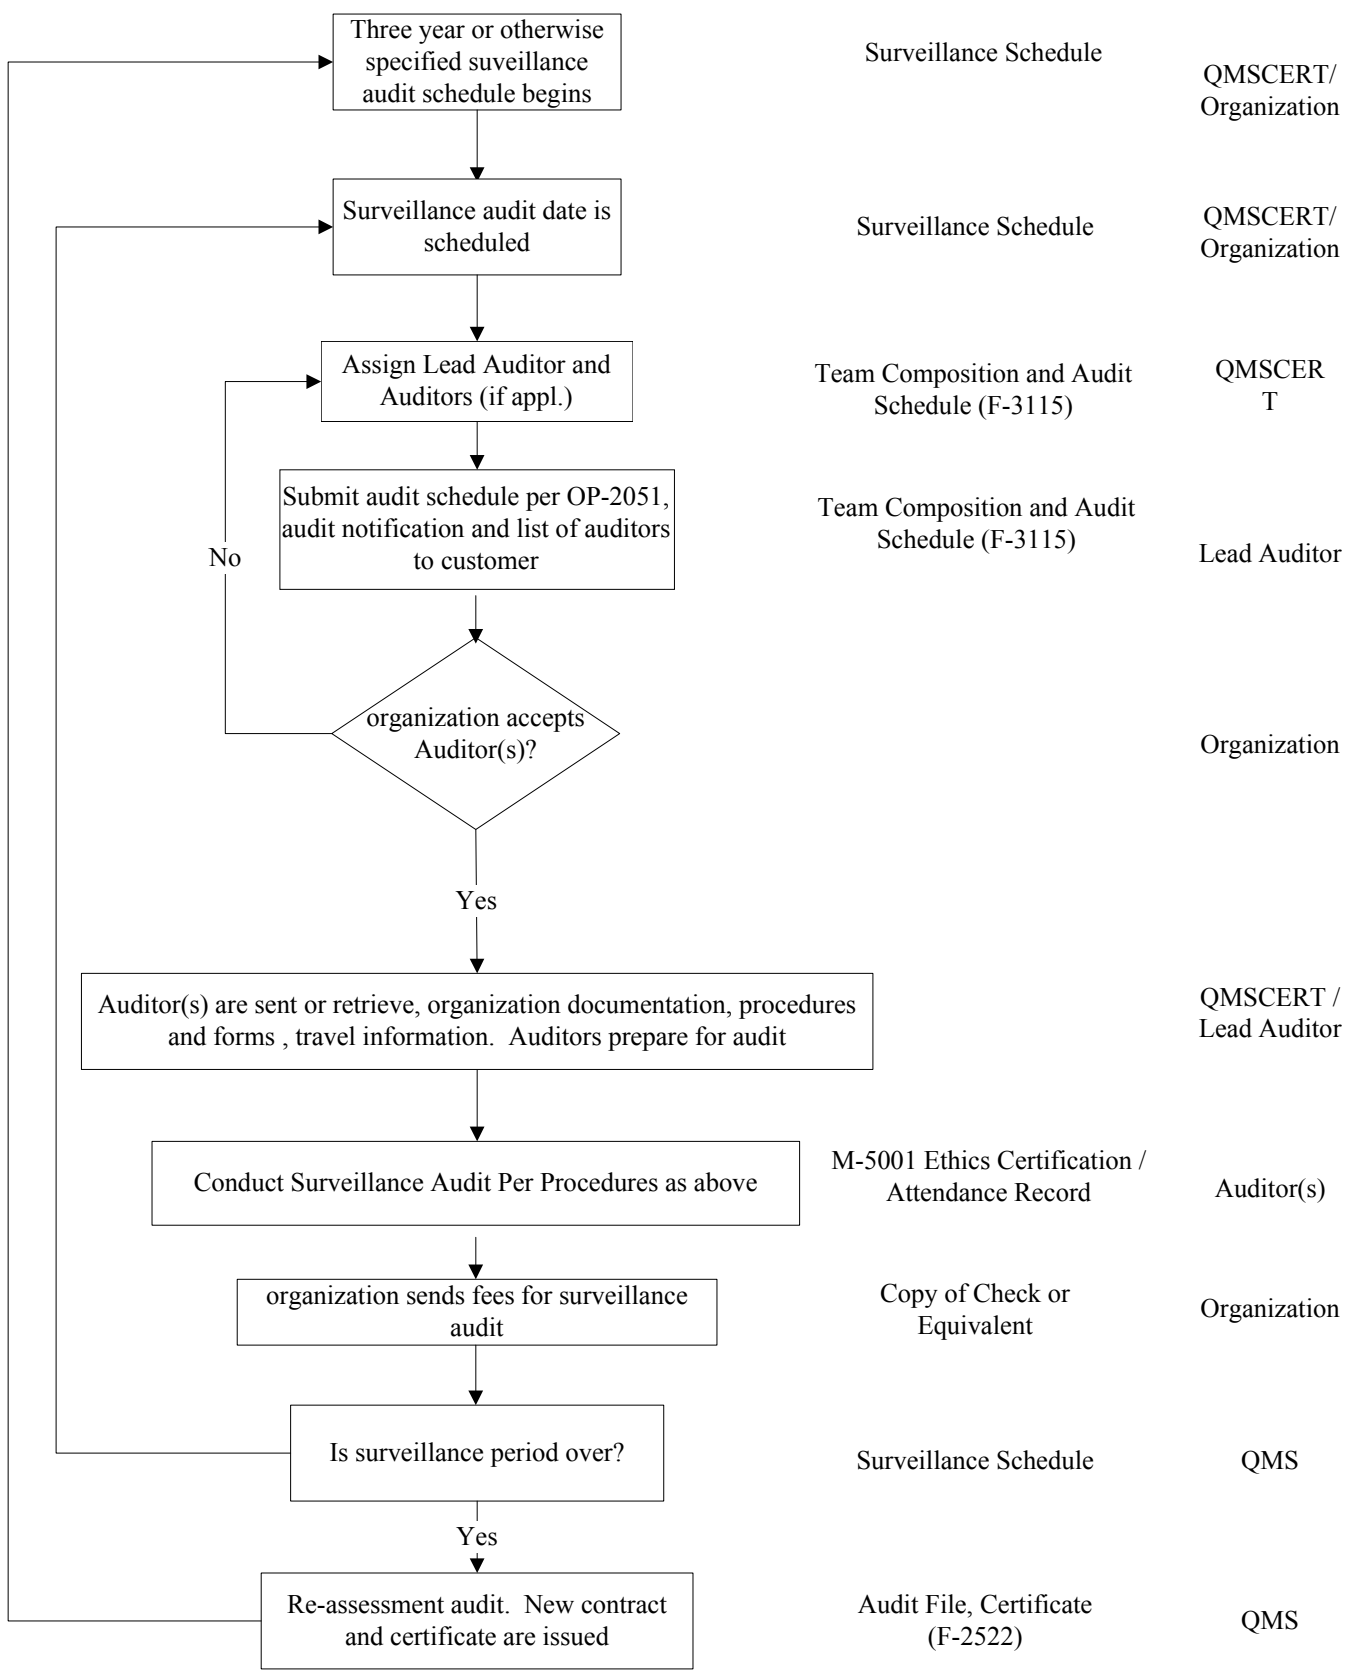 Three year or otherwise
specified suveillance
audit schedule begins
Surveillance Schedule
QMSCERT/
Organization
Surveillance audit date is
scheduled
Surveillance Schedule
QMSCERT/
Organization
Assign Lead Auditor and
Auditors (if appl.)
Team Composition and Audit
Schedule (F-3115)
QMSCER
T
Submit audit schedule per OP-2051,
audit notification and list of auditors
to customer
Team Composition and Audit
Schedule (F-3115)
Lead Auditor
No
organization accepts
Auditor(s)?
Organization
Yes
Auditor(s) are sent or retrieve, organization documentation, procedures
and forms , travel information.  Auditors prepare for audit
QMSCERT /
Lead Auditor
Conduct Surveillance Audit Per Procedures as above
M-5001 Ethics Certification /
Attendance Record
Auditor(s)
organization sends fees for surveillance
audit
Copy of Check or
Equivalent
Organization
Is surveillance period over?
Surveillance Schedule
QMS
Yes
Re-assessment audit.  New contract
and certificate are issued
Audit File, Certificate
(F-2522)
QMS